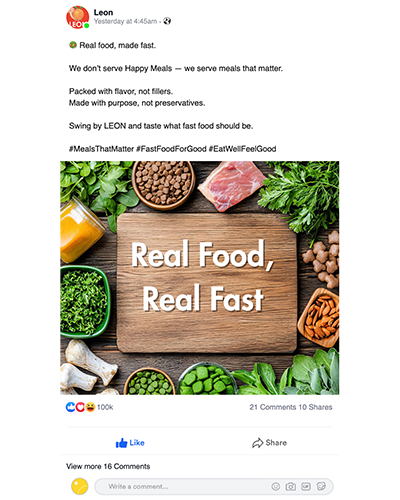 Leon
Yesterday at 4:45am -
LEO
Real food, made fast.
We don't serve Happy Meals — we serve meals that matter.
Packed with flavor, not fillers.
Made with purpose, not preservatives.
Swing by LEON and taste what fast food should be.
#MealsThatMatter #FastFoodForGood #EatWellFeelGood
Real Food,
Real Fast
100k
21 Comments 10 Shares
Like
Share
View more 16 Comments
Write a comment...
GIF